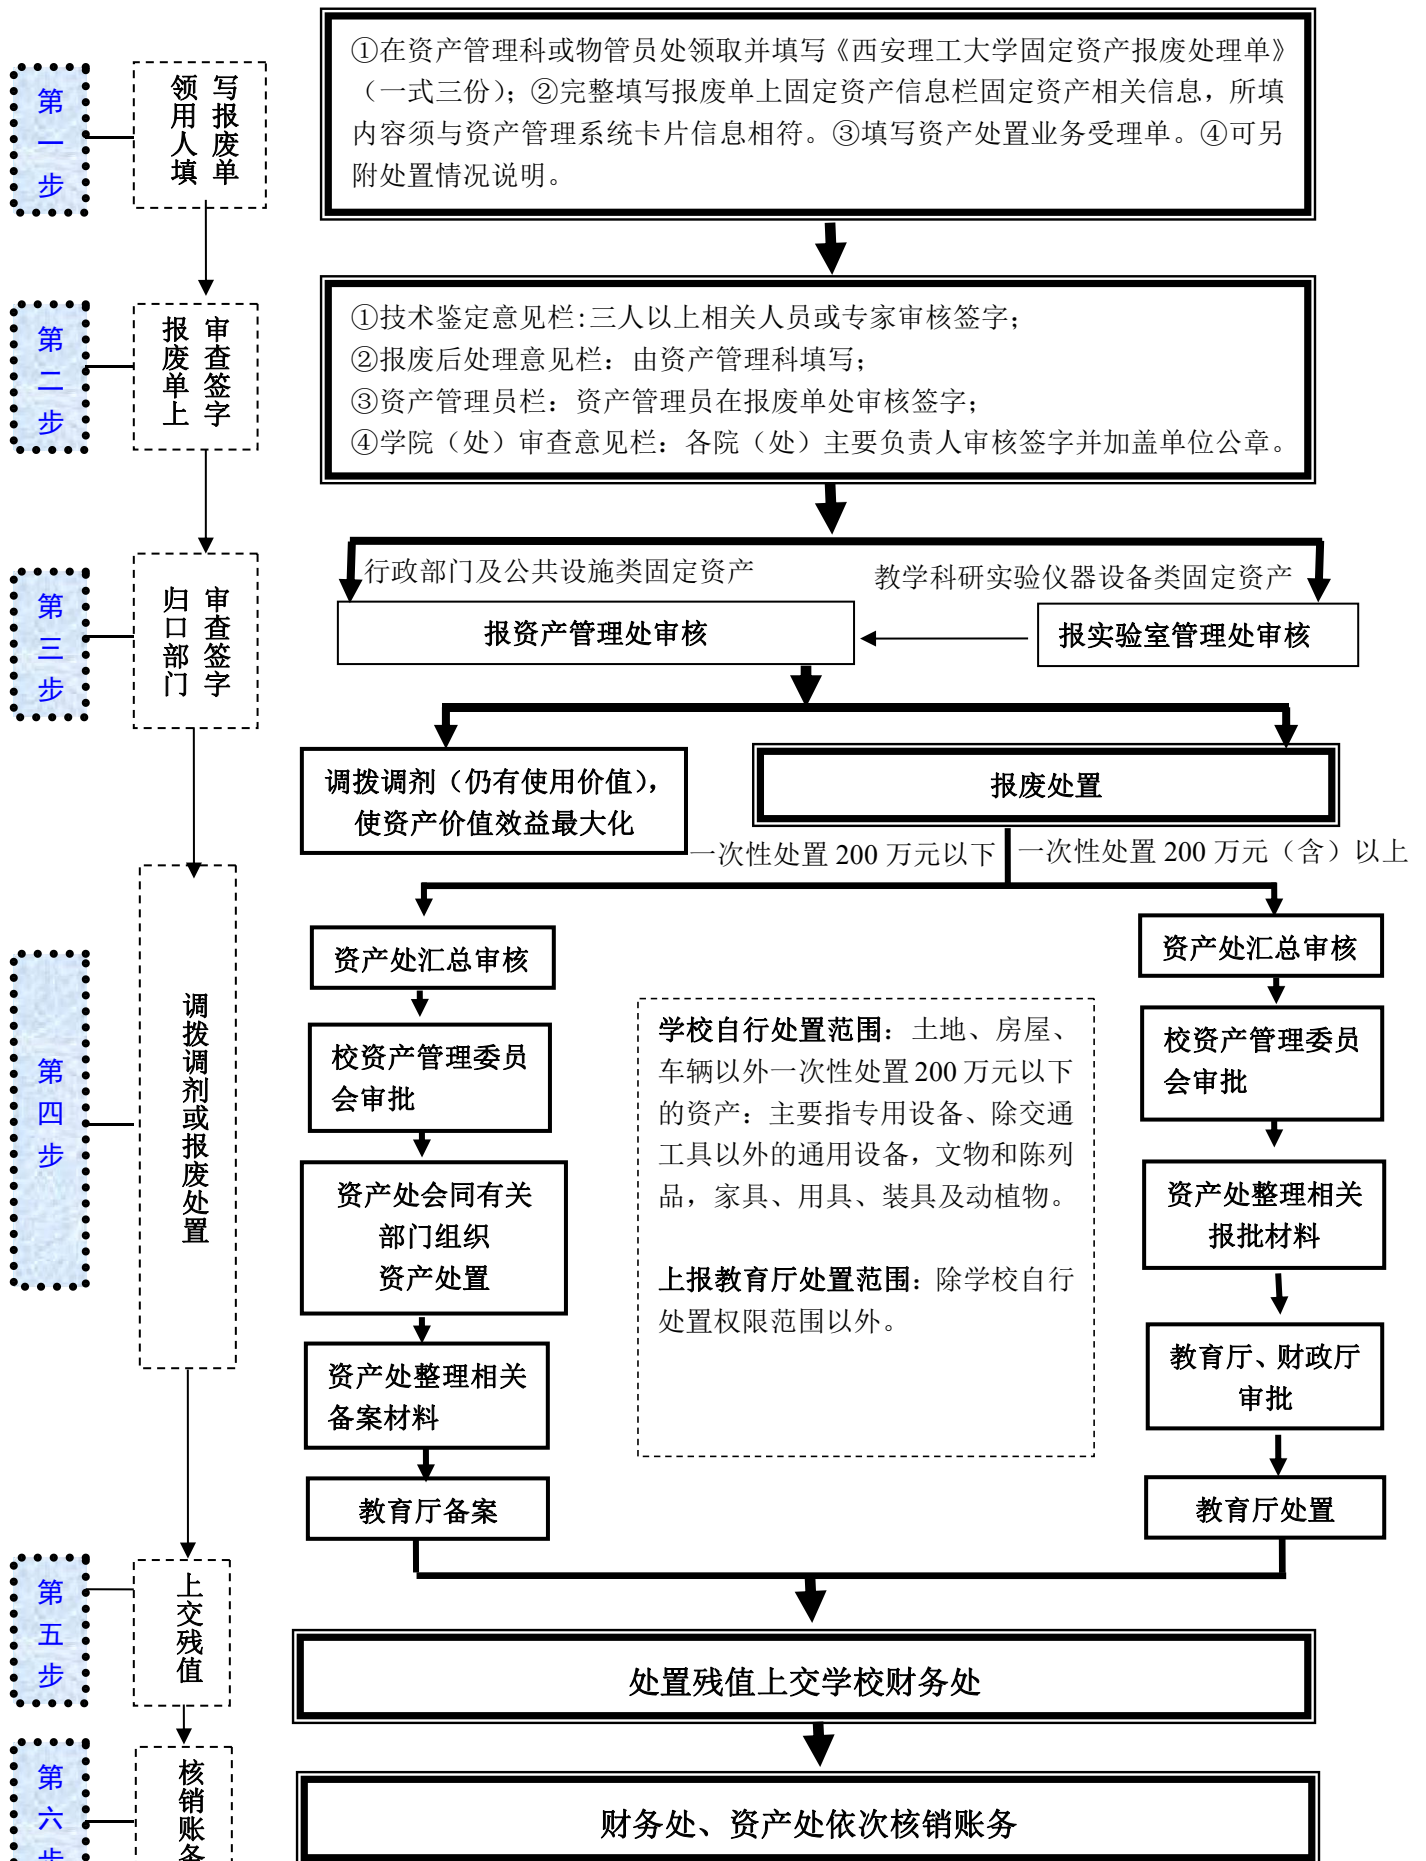 第一步
领用人填
写报废单
①在资产管理科或物管员处领取并填写《西安理工大学固定资产报废处理单》
（一式三份）；②完整填写报废单上固定资产信息栏固定资产相关信息，所填
内容须与资产管理系统卡片信息相符。③填写资产处置业务受理单。④可另
附处置情况说明。
第二步
报废单上
审查签字
①技术鉴定意见栏:三人以上相关人员或专家审核签字；
②报废后处理意见栏：由资产管理科填写；
③资产管理员栏：资产管理员在报废单处审核签字；
④学院（处）审查意见栏：各院（处）主要负责人审核签字并加盖单位公章。
第三步
归口部门
审查签字
行政部门及公共设施类固定资产
教学科研实验仪器设备类固定资产
报资产管理处审核
报实验室管理处审核
调拨调剂（仍有使用价值），
使资产价值效益最大化
报废处置
一次性处置 200 万元以下
一次性处置 200 万元（含）以上
第四步
调拨调剂或报废处置
资产处汇总审核
校资产管理委员
会审批
资产处会同有关
部门组织
资产处置
资产处整理相关
备案材料
教育厅备案
学校自行处置范围：土地、房屋、
车辆以外一次性处置 200 万元以下
的资产：主要指专用设备、除交通
工具以外的通用设备，文物和陈列
品，家具、用具、装具及动植物。
上报教育厅处置范围：除学校自行
处置权限范围以外。
资产处汇总审核
校资产管理委员
会审批
资产处整理相关
报批材料
教育厅、财政厅
审批
教育厅处置
第五步
上交残值
处置残值上交学校财务处
第六步
核销账务
财务处、资产处依次核销账务